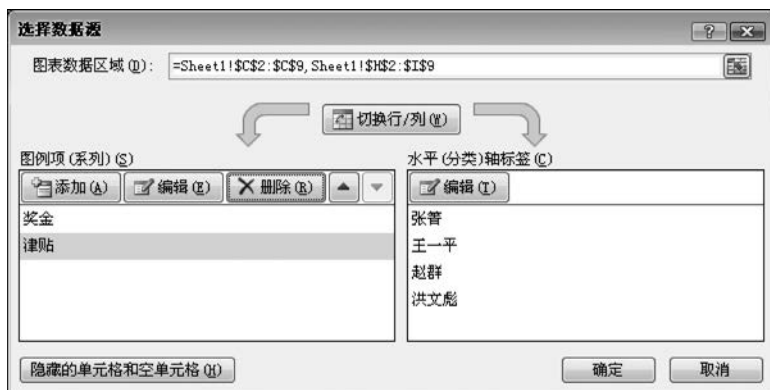 选择数据源
图表数据区域(D): =Sheet1!$C$2:$C$9,Sheet1!$H$2:$I$9
切换行/列(W)
图例项(系列)(S)
水平(分类)轴标签(C)
添加(A) 编辑(E) 删除(R)
编辑(T)
奖金
张管
津贴
王一平
赵群
洪文彪
隐藏的单元格和空单元格(H)
确定 取消